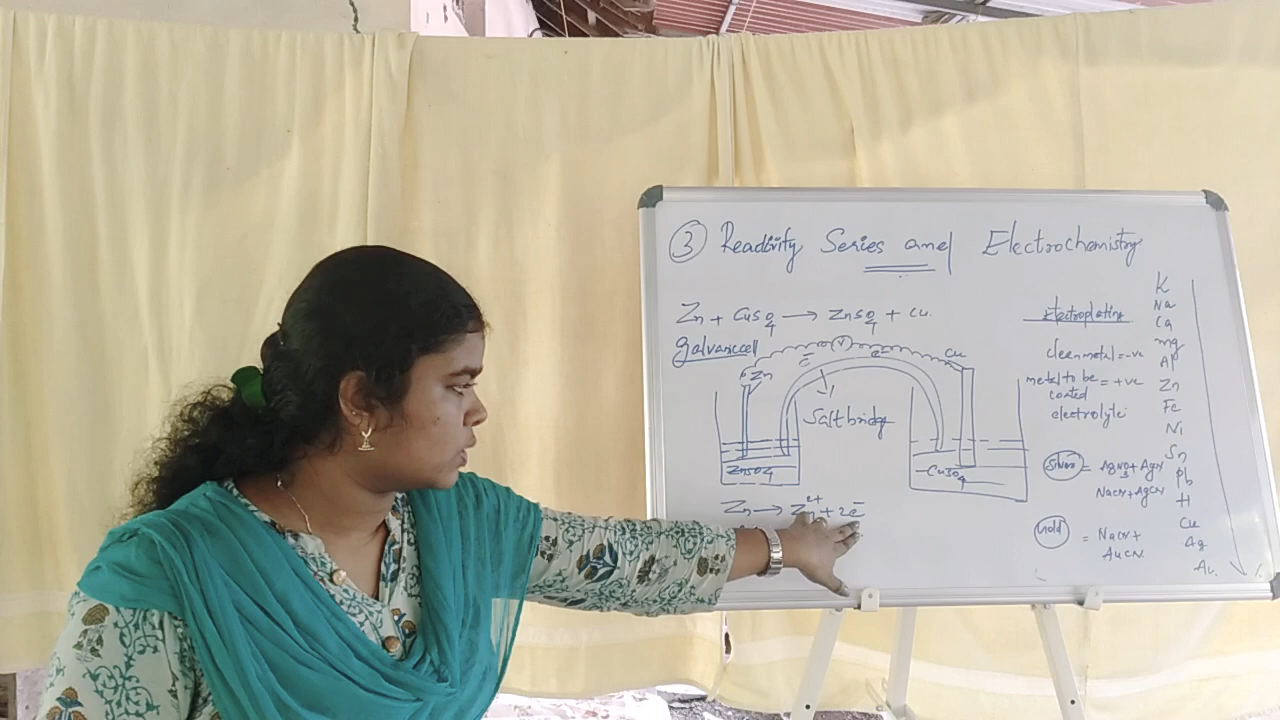 ③ Reactivity Series and Electrochemistry
Zn + CuSO4 → ZnSO4 + Cu.
Galvanic cell
V
e-
e-
Zn
Cu
Salt bridge
ZnSO4
CuSO4
Zn → Zn2+ + 2e-
Electroplating
clean metal = -ve
metal to be = +ve
coated
electrolyte
Silver = AgNO3 + AgCN
NaCN + AgCN
Gold = NaCN +
AuCN
K
Na
Ca
Mg
Al
Zn
Fe
Ni
Sn
Pb
H
Cu
Ag
Au